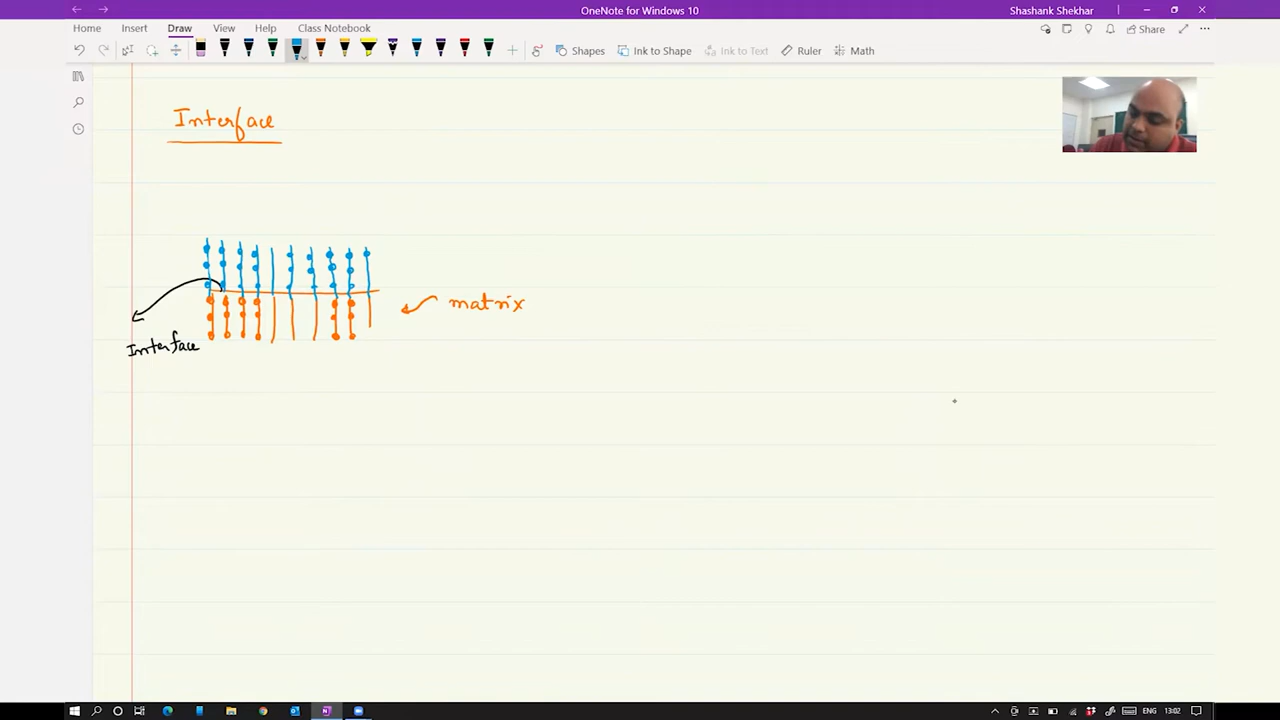 OneNote for Windows 10
Shashank Shekhar
Home Insert Draw View Help Class Notebook
Share
Shapes Ink to Shape Ink to Text Ruler Math
Interface
matrix
Interface
ENG 13:02